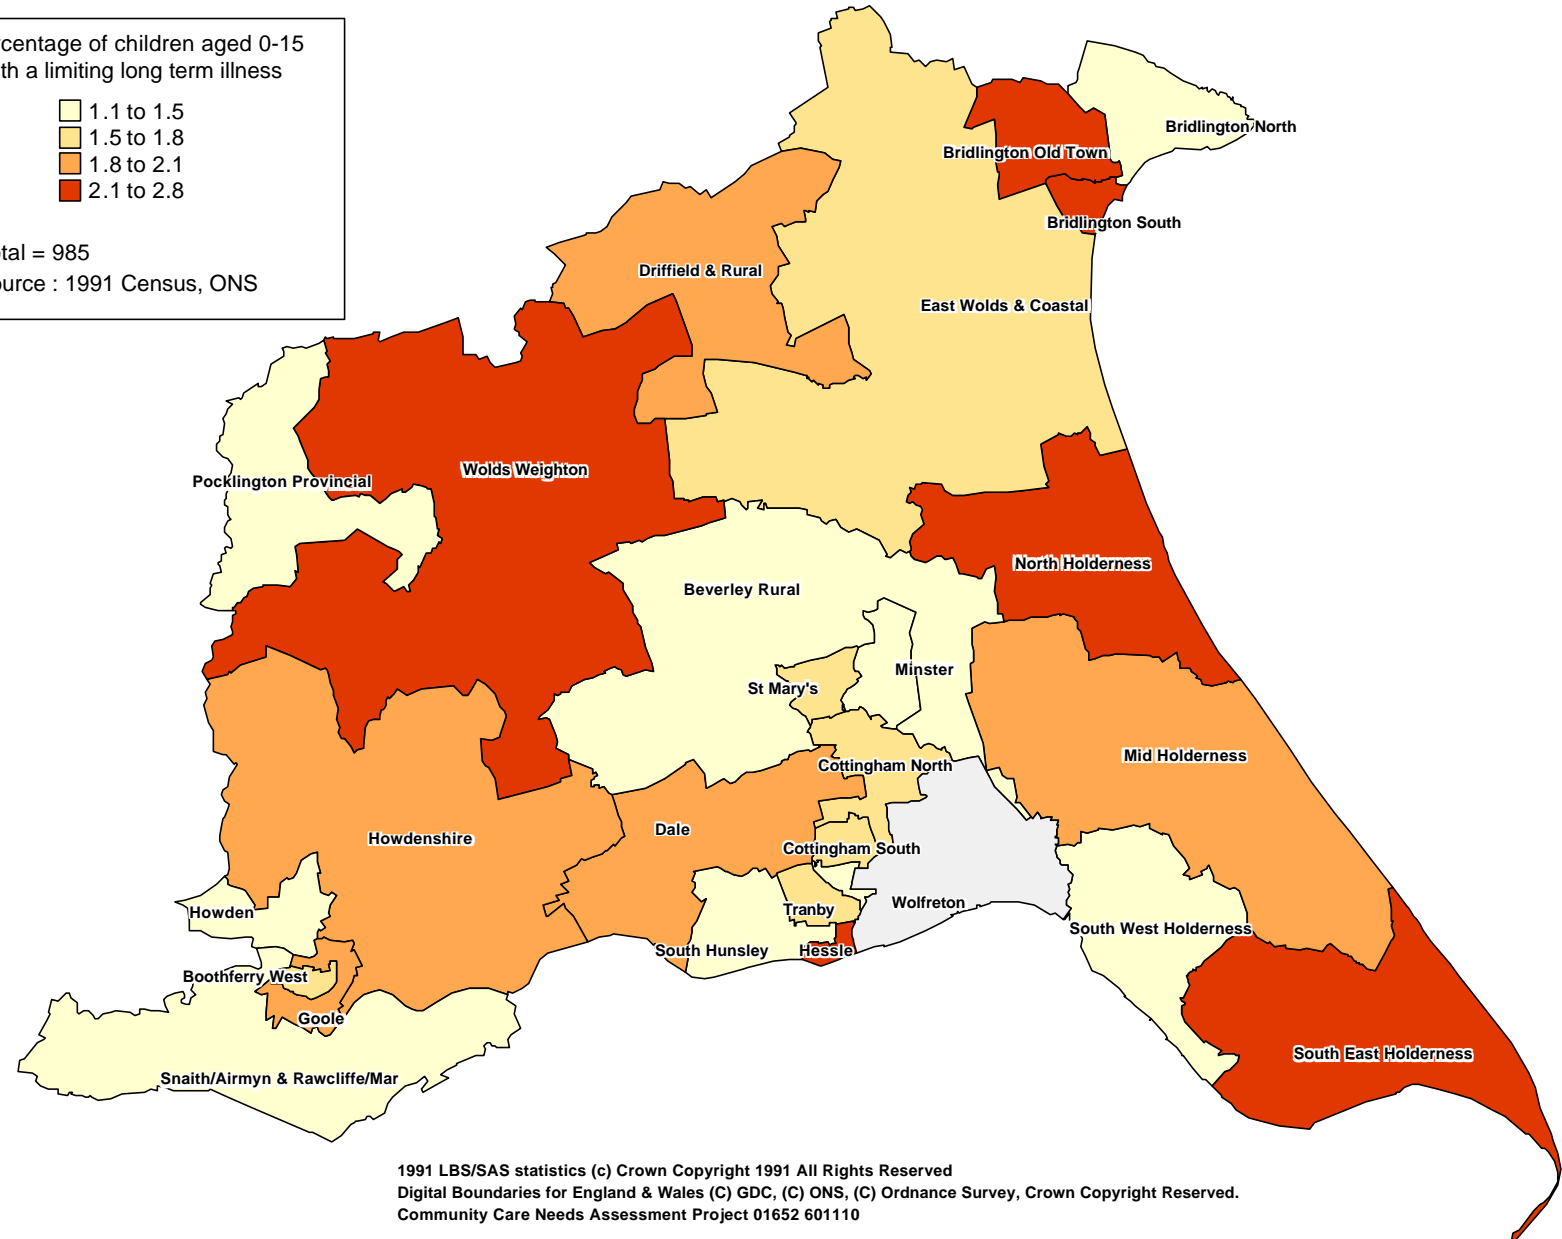 rcentage of children aged 0-15
th a limiting long term illness
1.1 to 1.5
1.5 to 1.8
1.8 to 2.1
2.1 to 2.8
otal = 985
ource : 1991 Census, ONS
Bridlington North
Bridlington Old Town
Bridlington South
Driffield & Rural
East Wolds & Coastal
Wolds Weighton
Pocklington Provincial
North Holderness
Beverley Rural
Minster
St Mary's
Mid Holderness
Cottingham North
Dale
Howdenshire
Cottingham South
Wolfreton
Tranby
Howden
South West Holderness
South Hunsley
Hessle
Boothferry West
Goole
South East Holderness
Snaith/Airmyn & Rawcliffe/Mar
1991 LBS/SAS statistics (c) Crown Copyright 1991 All Rights Reserved
Digital Boundaries for England & Wales (C) GDC, (C) ONS, (C) Ordnance Survey, Crown Copyright Reserved.
Community Care Needs Assessment Project 01652 601110